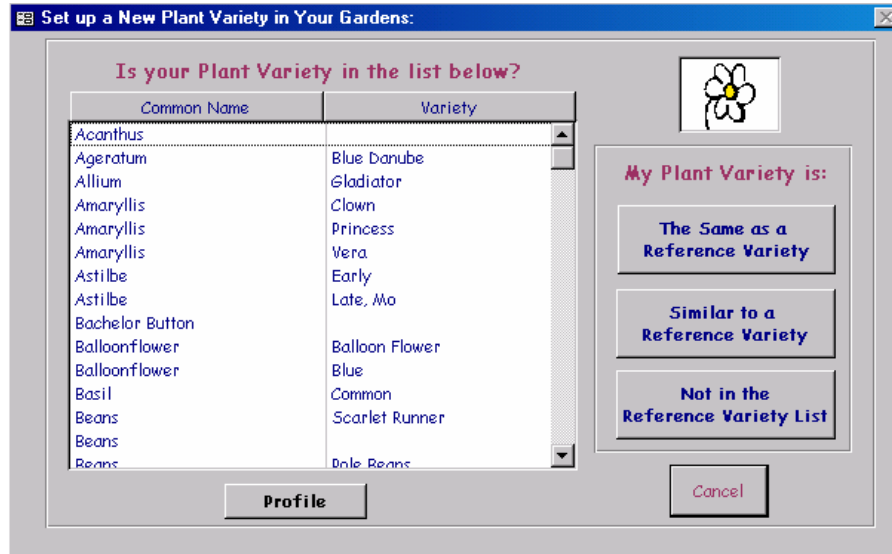 Set up a New Plant Variety in Your Gardens:
Is your Plant Variety in the list below?
Common Name Variety
Acanthus
Ageratum Blue Danube
Allium Gladiator
Amaryllis Clown
Amaryllis Princess
Amaryllis Vera
Astilbe Early
Astilbe Late, Mo
Bachelor Button
Balloonflower Balloon Flower
Balloonflower Blue
Basil Common
Beans Scarlet Runner
Beans
Beans Pole Beans
Profile
My Plant Variety is:
The Same as a
Reference Variety
Similar to a
Reference Variety
Not in the
Reference Variety List
Cancel